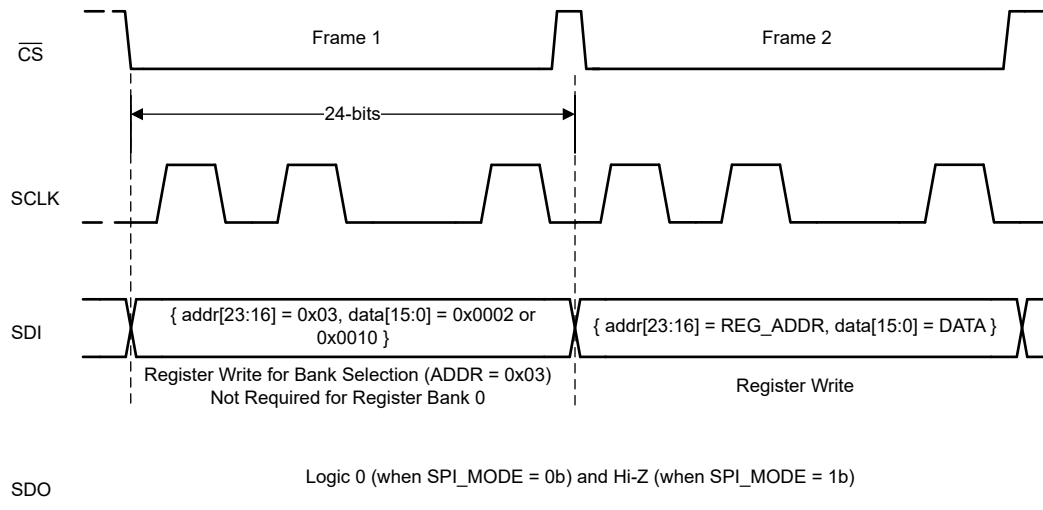 Frame 1
Frame 2
CS
24-bits
SCLK
SDI
{ addr[23:16] = 0x03, data[15:0] = 0x0002 or
0x0010 }
{ addr[23:16] = REG_ADDR, data[15:0] = DATA }
Register Write for Bank Selection (ADDR = 0x03)
Not Required for Register Bank 0
Register Write
SDO
Logic 0 (when SPI_MODE = 0b) and Hi-Z (when SPI_MODE = 1b)